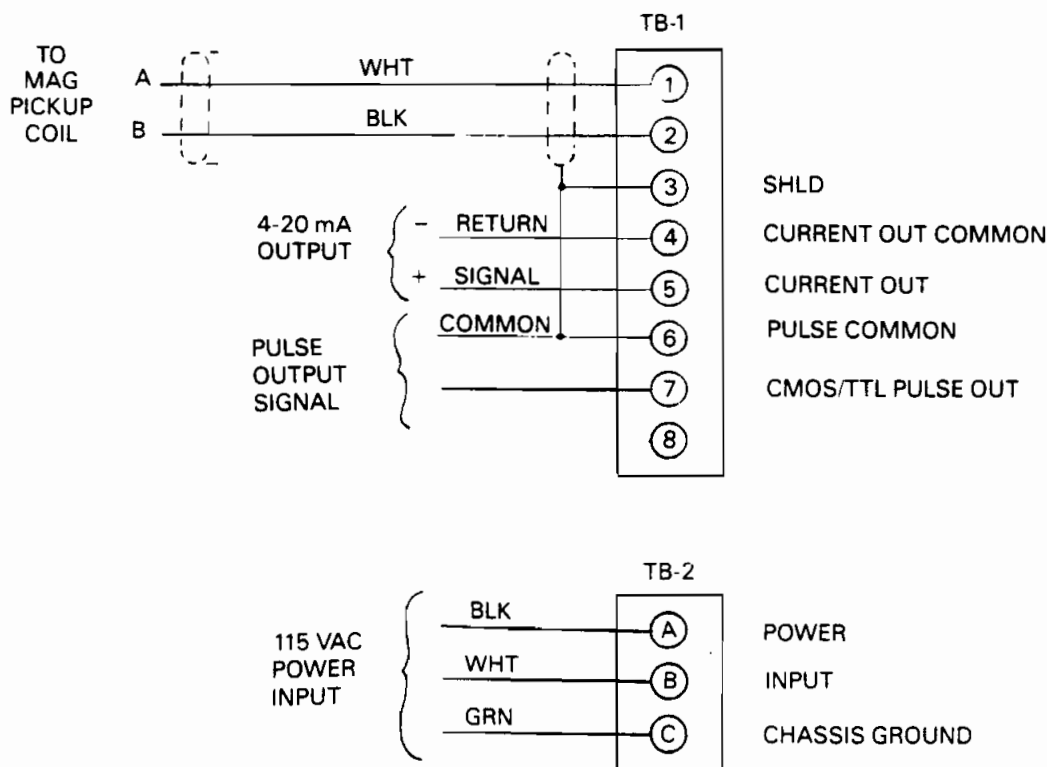 TB-1
TO
MAG
PICKUP
COIL
A WHT 1
B BLK 2
3 SHLD
4-20 mA
OUTPUT
- RETURN 4 CURRENT OUT COMMON
+ SIGNAL 5 CURRENT OUT
PULSE
OUTPUT
SIGNAL
COMMON 6 PULSE COMMON
7 CMOS/TTL PULSE OUT
8
TB-2
115 VAC
POWER
INPUT
BLK A POWER
WHT B INPUT
GRN C CHASSIS GROUND